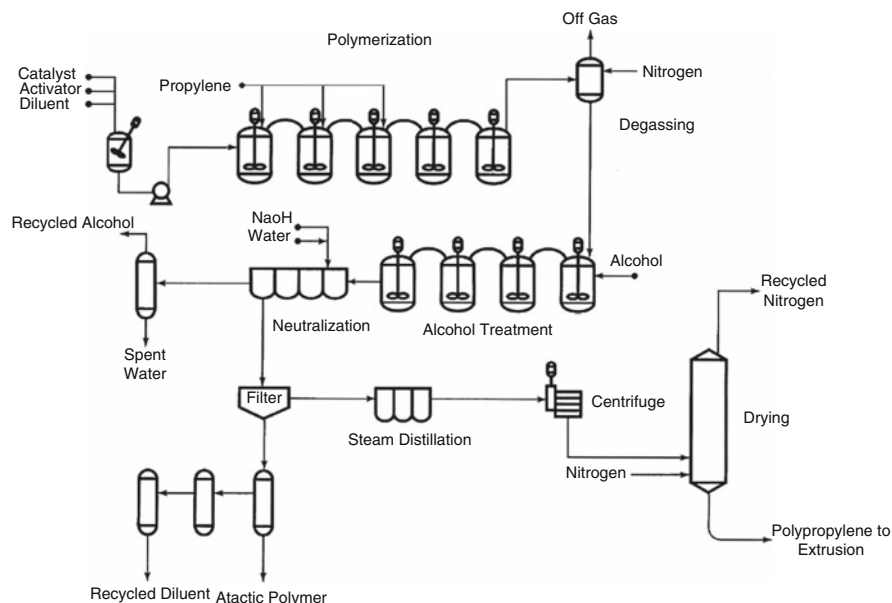 Off Gas
Polymerization
Catalyst
Activator
Diluent
Propylene
Nitrogen
Degassing
NaoH
Water
Recycled Alcohol
Alcohol
Recycled
Nitrogen
Neutralization
Alcohol Treatment
Spent
Water
Filter
Centrifuge
Drying
Steam Distillation
Nitrogen
Polypropylene to
Extrusion
Recycled Diluent
Atactic Polymer